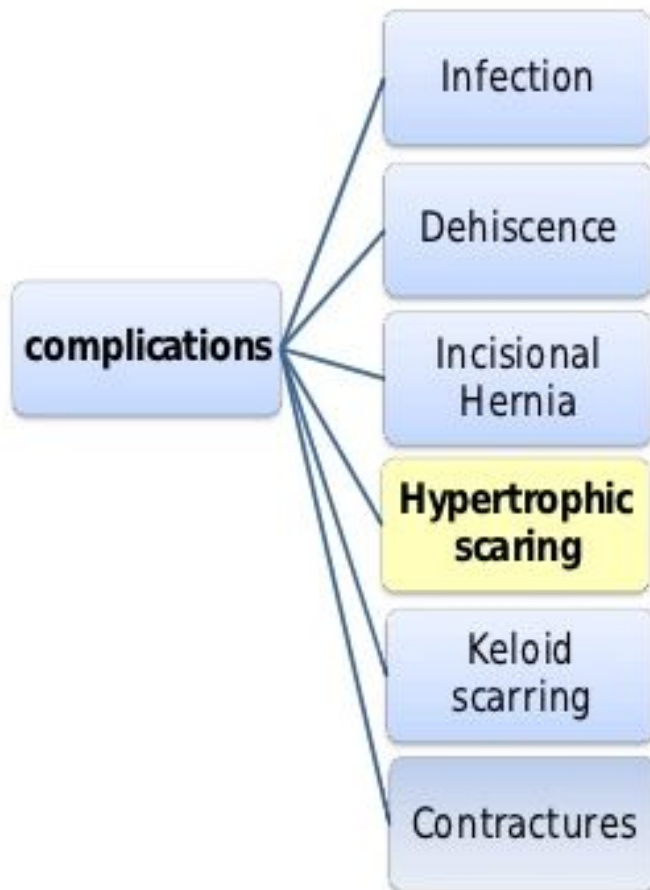 complications
Infection
Dehiscence
Incisional
Hernia
Hypertrophic
scaring
Keloid
scarring
Contractures